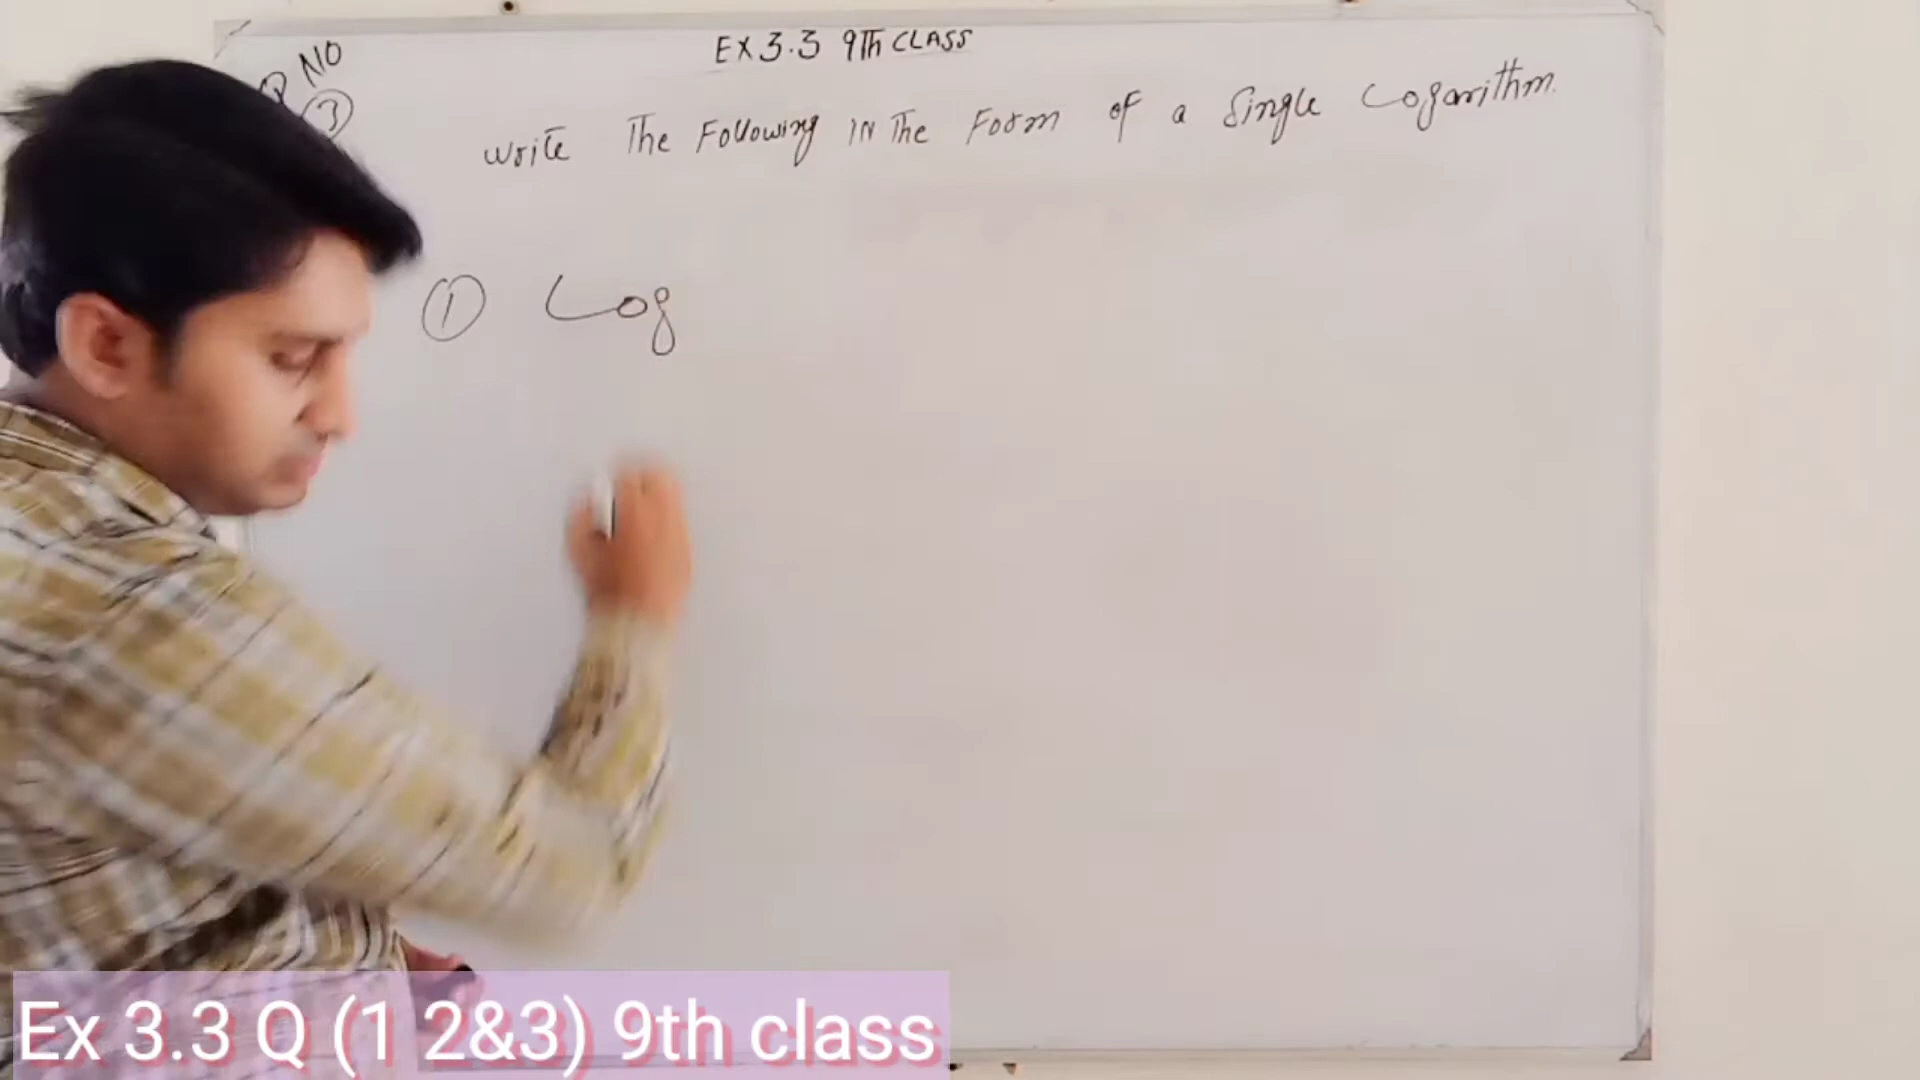 EX 3.3 9TH CLASS
Q NO
3
Write The Following IN The Form of a Single Logarithm.
① Log
Ex 3.3 Q (1 2&3) 9th class